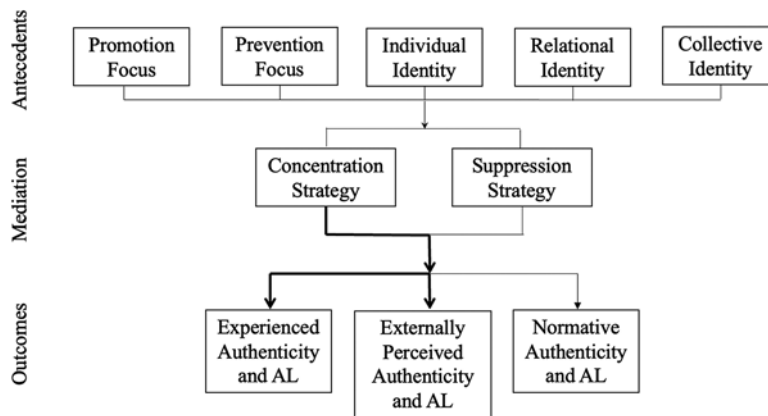 Antecedents
Promotion
Focus
Prevention
Focus
Individual
Identity
Relational
Identity
Collective
Identity
Mediation
Concentration
Strategy
Suppression
Strategy
Outcomes
Experienced
Authenticity
and AL
Externally
Perceived
Authenticity
and AL
Normative
Authenticity
and AL